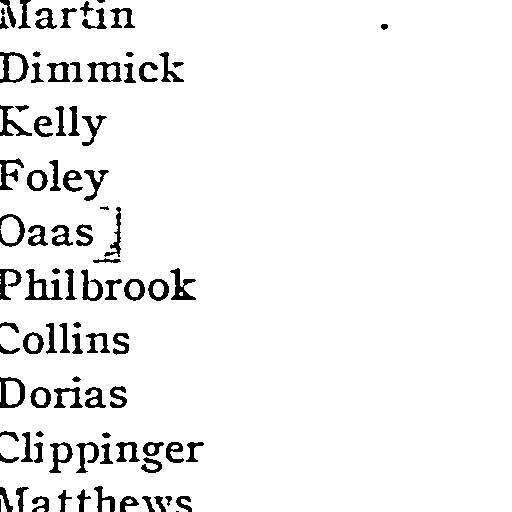 Martin
Dimmick
Kelly
Foley
Oaas
Philbrook
Collins
Dorias
Clippinger
Matthews